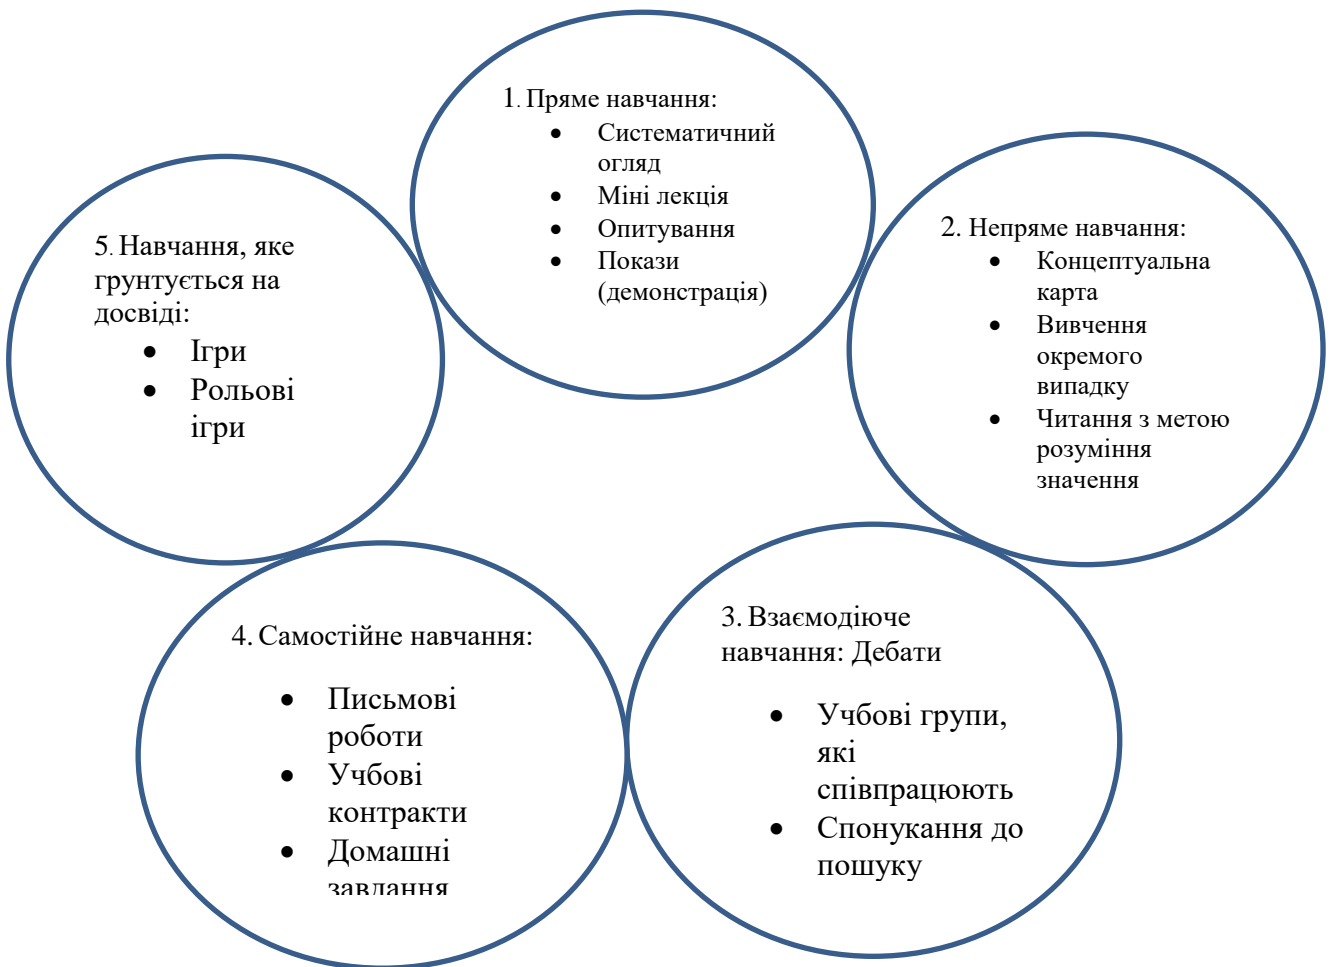 1. Пряме навчання:
• Систематичний
огляд
• Міні лекція
• Опитування
• Покази
(демонстрація)
2. Непряме навчання:
• Концептуальна
карта
• Вивчення
окремого
випадку
• Читання з метою
розуміння
значення
3. Взаємодіюче
навчання: Дебати
• Учбові групи,
які
співпрацюють
• Спонукання до
пошуку
4. Самостійне навчання:
• Письмові
роботи
• Учбові
контракти
• Домашні
завдання
5. Навчання, яке
грунтується на
досвіді:
• Ігри
• Рольові
ігри